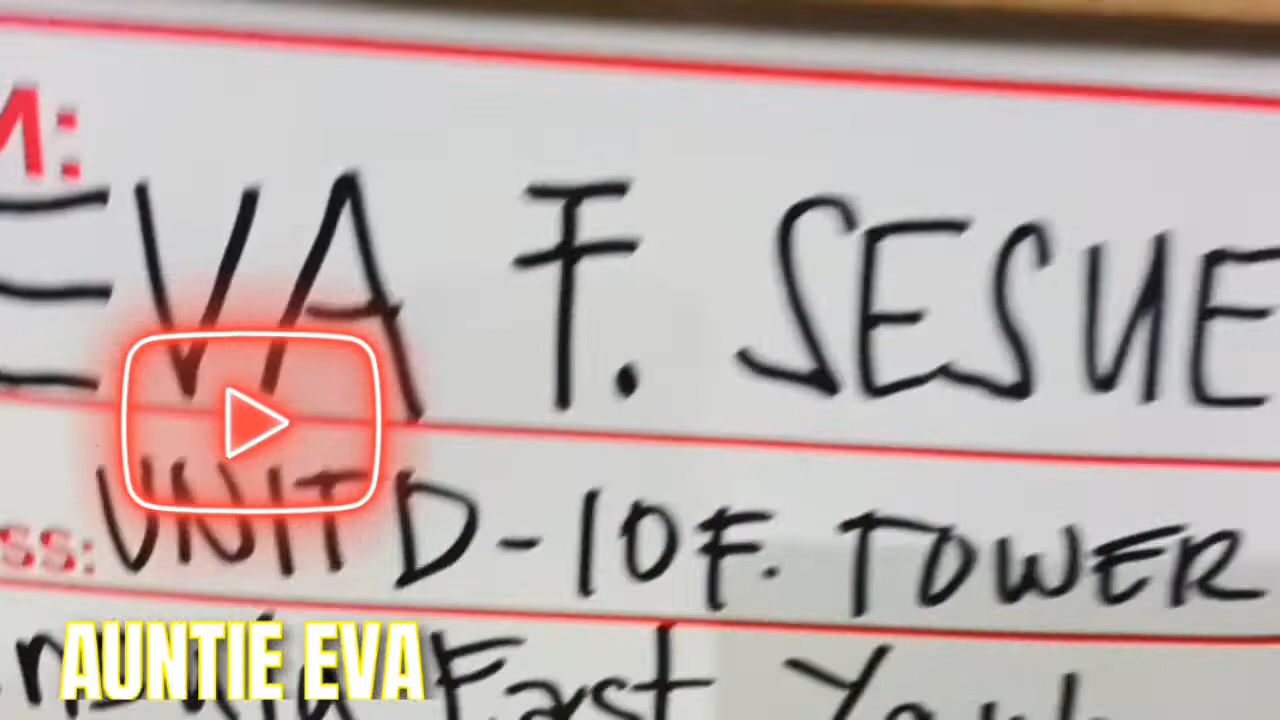 M:
EVA F. SESUE
ss: UNIT D-10F. TOWER
East
AUNTIE EVA